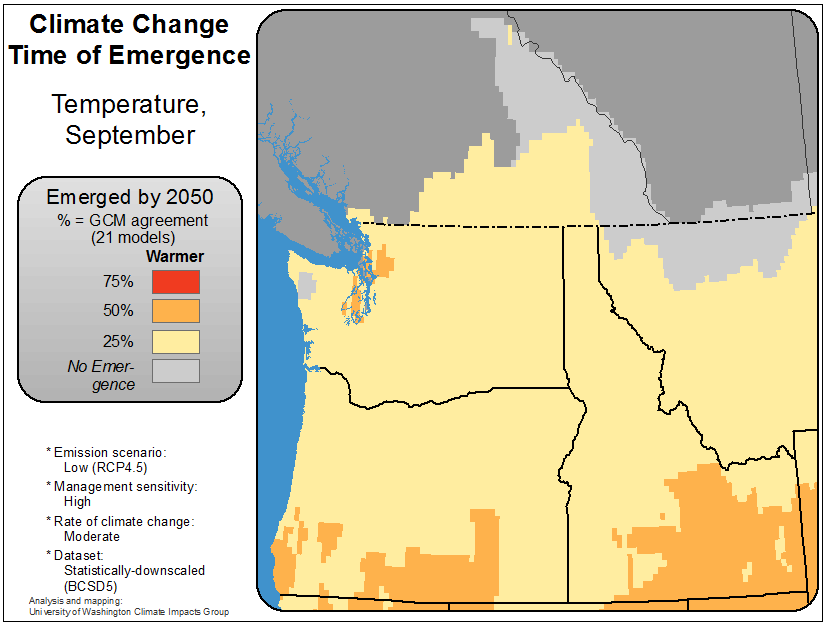 Climate Change
Time of Emergence
Temperature,
September
Emerged by 2050
% = GCM agreement
(21 models)
Warmer
75%
50%
25%
No Emer-
gence
* Emission scenario:
Low (RCP4.5)
* Management sensitivity:
High
* Rate of climate change:
Moderate
* Dataset:
Statistically-downscaled
(BCSD5)
Analysis and mapping:
University of Washington Climate Impacts Group